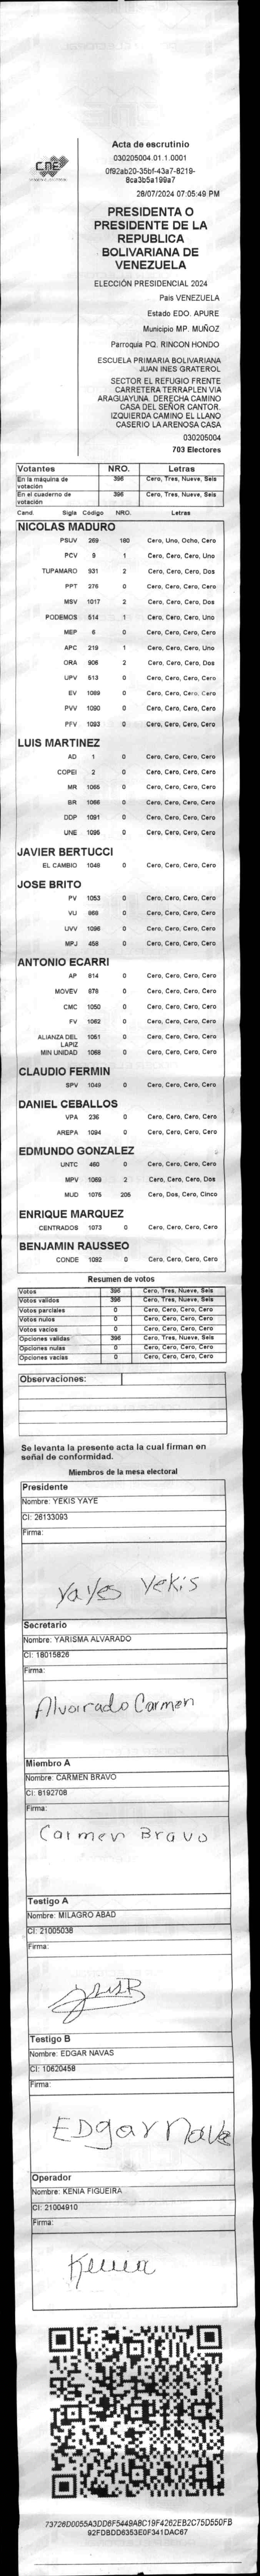 CNE
Acta de escrutinio
030205004.01.1.0001
0f92ab20-35bf-43a7-8219-
8ca3b5a199a7
28/07/2024 07:05:49 PM
PRESIDENTA O
PRESIDENTE DE LA
REPUBLICA
BOLIVARIANA DE
VENEZUELA
ELECCIÓN PRESIDENCIAL 2024
Pais VENEZUELA
Estado EDO. APURE
Municipio MP. MUÑOZ
Parroquia PQ. RINCON HONDO
ESCUELA PRIMARIA BOLIVARIANA
JUAN INES GRATEROL
SECTOR EL REFUGIO FRENTE
CARRETERA TERRAPLEN VIA
ARAGUAYUNA. DERECHA CAMINO
CASA DEL SEÑOR CANTOR.
IZQUIERDA CAMINO EL LLANO
CASERIO LA ARENOSA CASA
030205004
703 Electores
Votantes NRO. Letras
En la máquina de votación 396 Cero, Tres, Nueve, Seis
En el cuaderno de votación 396 Cero, Tres, Nueve, Seis
Cand. Sigla Código NRO. Letras
NICOLAS MADURO
PSUV 269 180 Cero, Uno, Ocho, Cero
PCV 9 1 Cero, Cero, Cero, Uno
TUPAMARO 931 2 Cero, Cero, Cero, Dos
PPT 276 0 Cero, Cero, Cero, Cero
MSV 1017 2 Cero, Cero, Cero, Dos
PODEMOS 514 1 Cero, Cero, Cero, Uno
MEP 6 0 Cero, Cero, Cero, Cero
APC 219 1 Cero, Cero, Cero, Uno
ORA 906 2 Cero, Cero, Cero, Dos
UPV 513 0 Cero, Cero, Cero, Cero
EV 1089 0 Cero, Cero, Cero, Cero
PVV 1090 0 Cero, Cero, Cero, Cero
PFV 1093 0 Cero, Cero, Cero, Cero
LUIS MARTINEZ
AD 1 0 Cero, Cero, Cero, Cero
COPEI 2 0 Cero, Cero, Cero, Cero
MR 1065 0 Cero, Cero, Cero, Cero
BR 1066 0 Cero, Cero, Cero, Cero
DDP 1091 0 Cero, Cero, Cero, Cero
UNE 1095 0 Cero, Cero, Cero, Cero
JAVIER BERTUCCI
EL CAMBIO 1048 0 Cero, Cero, Cero, Cero
JOSE BRITO
PV 1053 0 Cero, Cero, Cero, Cero
VU 868 0 Cero, Cero, Cero, Cero
UVV 1096 0 Cero, Cero, Cero, Cero
MPJ 458 0 Cero, Cero, Cero, Cero
ANTONIO ECARRI
AP 814 0 Cero, Cero, Cero, Cero
MOVEV 978 0 Cero, Cero, Cero, Cero
CMC 1050 0 Cero, Cero, Cero, Cero
FV 1062 0 Cero, Cero, Cero, Cero
ALIANZA DEL LAPIZ 1051 0 Cero, Cero, Cero, Cero
MIN UNIDAD 1068 0 Cero, Cero, Cero, Cero
CLAUDIO FERMIN
SPV 1049 0 Cero, Cero, Cero, Cero
DANIEL CEBALLOS
VPA 236 0 Cero, Cero, Cero, Cero
AREPA 1094 0 Cero, Cero, Cero, Cero
EDMUNDO GONZALEZ
UNTC 460 0 Cero, Cero, Cero, Cero
MPV 1069 2 Cero, Cero, Cero, Dos
MUD 1076 205 Cero, Dos, Cero, Cinco
ENRIQUE MARQUEZ
CENTRADOS 1073 0 Cero, Cero, Cero, Cero
BENJAMIN RAUSSEO
CONDE 1092 0 Cero, Cero, Cero, Cero
Resumen de votos
Votos 396 Cero, Tres, Nueve, Seis
Votos validos 396 Cero, Tres, Nueve, Seis
Votos parciales 0 Cero, Cero, Cero, Cero
Votos nulos 0 Cero, Cero, Cero, Cero
Votos vacios 0 Cero, Cero, Cero, Cero
Opciones validas 396 Cero, Tres, Nueve, Seis
Opciones nulas 0 Cero, Cero, Cero, Cero
Opciones vacias 0 Cero, Cero, Cero, Cero
Observaciones:
Se levanta la presente acta la cual firman en
señal de conformidad.
Miembros de la mesa electoral
Presidente
Nombre: YEKIS YAYE
CI: 26133093
Firma:
Yayes Yekis
Secretario
Nombre: YARISMA ALVARADO
CI: 18015826
Firma:
Alvarado Carmen
Miembro A
Nombre: CARMEN BRAVO
CI: 8192708
Firma:
Carmen Bravo
Testigo A
Nombre: MILAGRO ABAD
CI: 21005038
Firma:
Testigo B
Nombre: EDGAR NAVAS
CI: 10620458
Firma:
EDgar Nava
Operador
Nombre: KENIA FIGUEIRA
CI: 21004910
Firma:
Kenia
73726D0055A3DD6F5449A8C19F4262EB2C75D550FB
92FDBDD6353E0F341DAC67